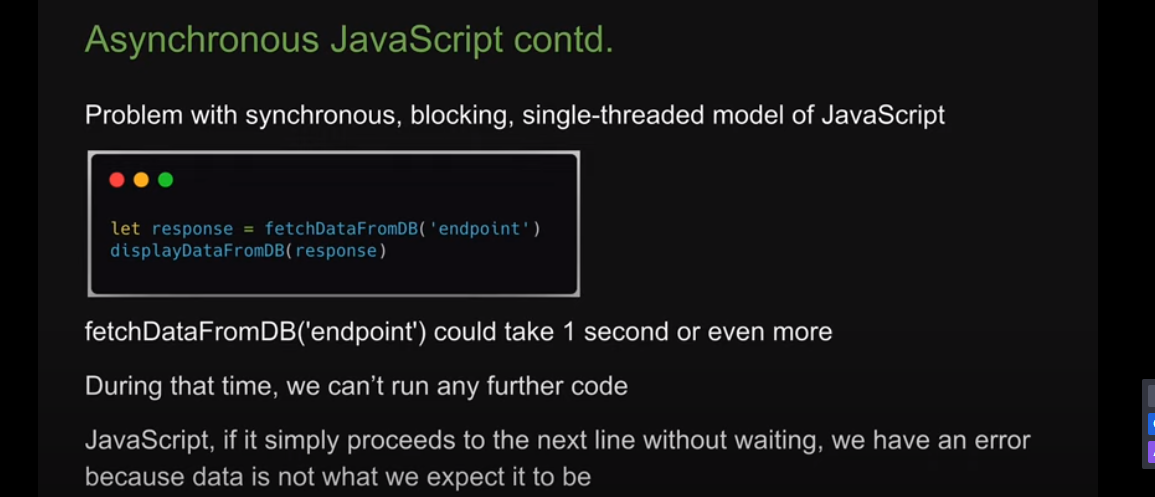 Asynchronous JavaScript contd.
Problem with synchronous, blocking, single-threaded model of JavaScript
let response = fetchDataFromDB('endpoint')
displayDataFromDB(response)
fetchDataFromDB('endpoint') could take 1 second or even more
During that time, we can’t run any further code
JavaScript, if it simply proceeds to the next line without waiting, we have an error
because data is not what we expect it to be